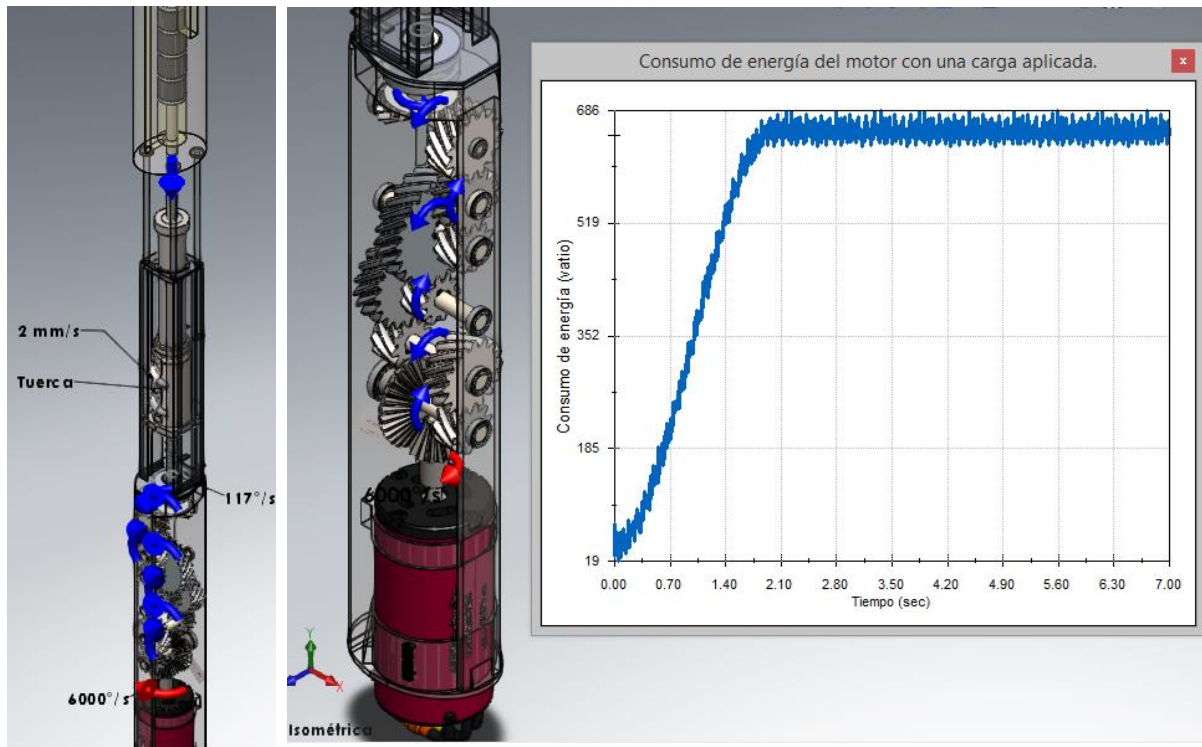 2 mm/s
Tuerca
117°/s
6000°/s
6000°/s
Y
X
Isométrica
Consumo de energía del motor con una carga aplicada.
x
Consumo de energía (vatio)
686
519
352
185
19
0.00 0.70 1.40 2.10 2.80 3.50 4.20 4.90 5.60 6.30 7.00
Tiempo (sec)